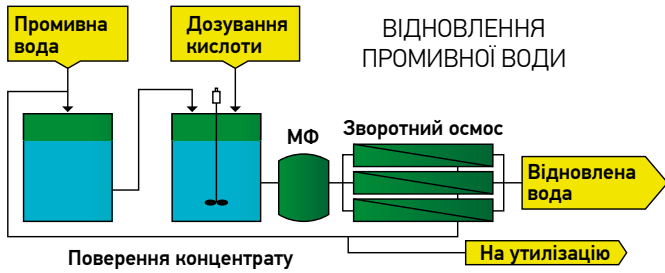 Промивна
вода
Дозування
кислоти
ВІДНОВЛЕННЯ
ПРОМИВНОЇ ВОДИ
МФ
Зворотний осмос
Відновлена
вода
Поверення концентрату
На утилізацію